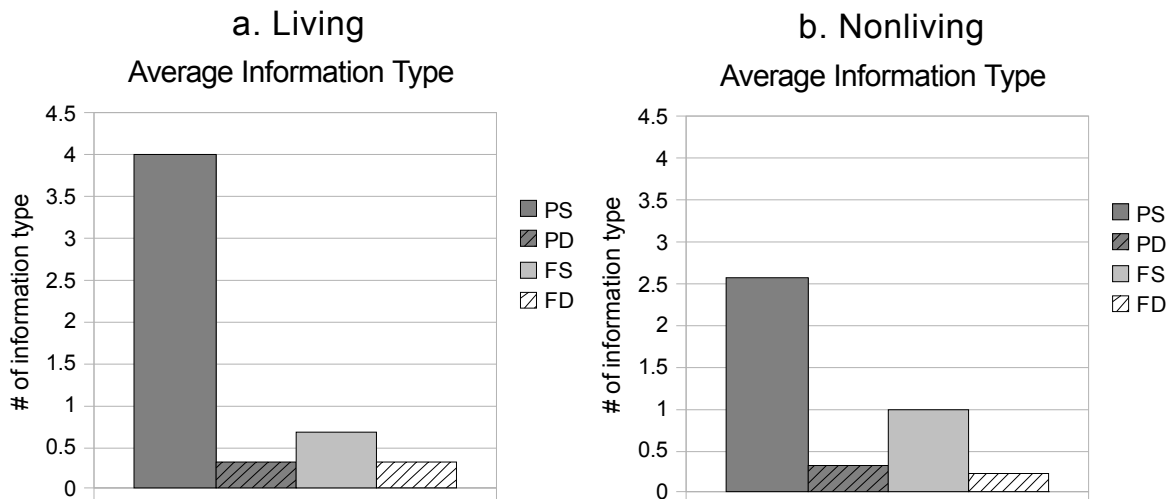 a. Living
Average Information Type
# of information type
4.5
4
3.5
3
2.5
2
1.5
1
0.5
0
PS
PD
FS
FD
b. Nonliving
Average Information Type
# of information type
4.5
4
3.5
3
2.5
2
1.5
1
0.5
0
PS
PD
FS
FD